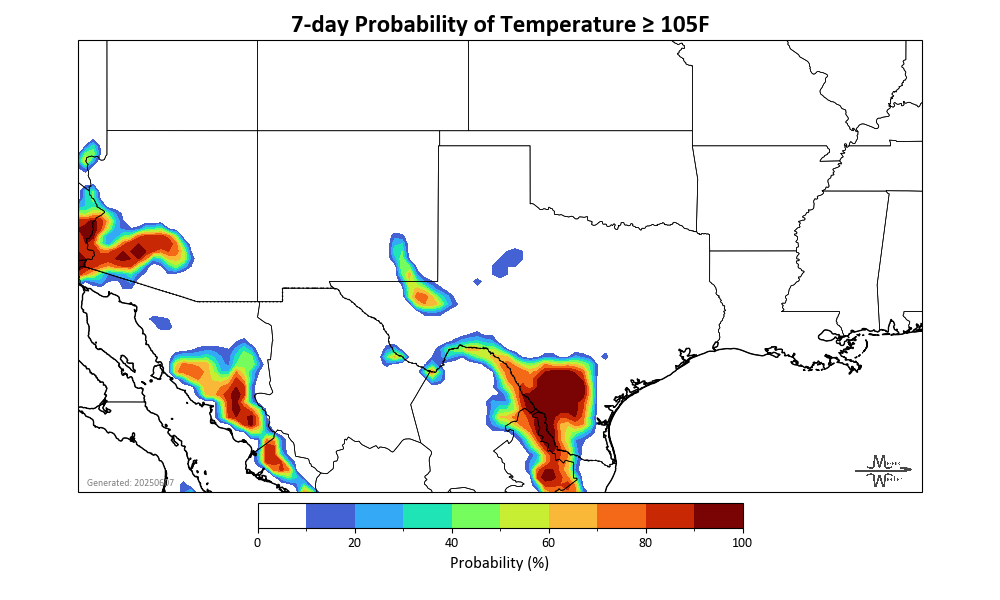 7-day Probability of Temperature ≥ 105F
Generated: 20250607
0 20 40 60 80 100
Probability (%)